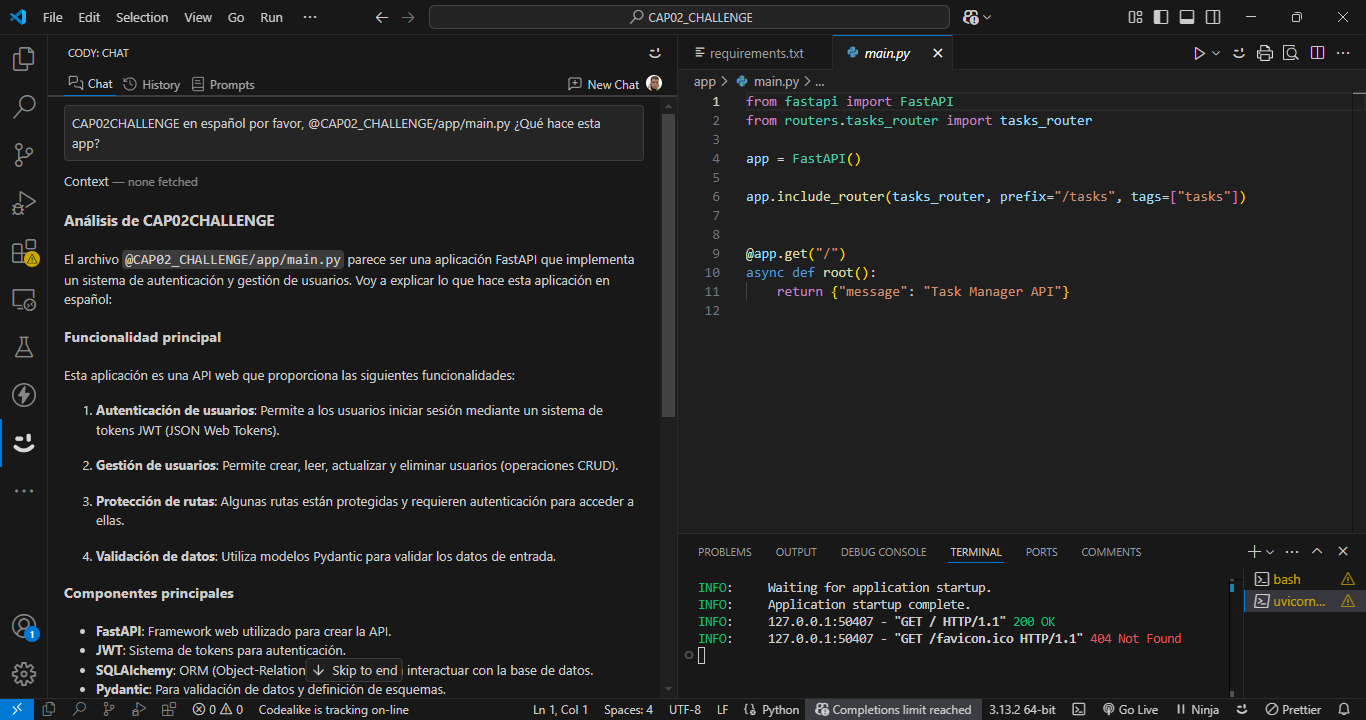 File Edit Selection View Go Run ···
CAP02_CHALLENGE
CODY: CHAT
Chat History Prompts
New Chat
CAP02CHALLENGE en español por favor, @CAP02_CHALLENGE/app/main.py ¿Qué hace esta
app?
Context — none fetched
Análisis de CAP02CHALLENGE
El archivo @CAP02_CHALLENGE/app/main.py parece ser una aplicación FastAPI que implementa
un sistema de autenticación y gestión de usuarios. Voy a explicar lo que hace esta aplicación en
español:
Funcionalidad principal
Esta aplicación es una API web que proporciona las siguientes funcionalidades:
1. Autenticación de usuarios: Permite a los usuarios iniciar sesión mediante un sistema de
tokens JWT (JSON Web Tokens).
2. Gestión de usuarios: Permite crear, leer, actualizar y eliminar usuarios (operaciones CRUD).
3. Protección de rutas: Algunas rutas están protegidas y requieren autenticación para acceder a
ellas.
4. Validación de datos: Utiliza modelos Pydantic para validar los datos de entrada.
Componentes principales
• FastAPI: Framework web utilizado para crear la API.
• JWT: Sistema de tokens para autenticación.
• SQLAlchemy: ORM (Object-Relation
Skip to end
interactuar con la base de datos.
• Pydantic: Para validación de datos y definición de esquemas.
requirements.txt
main.py
app > main.py > ...
1 from fastapi import FastAPI
2 from routers.tasks_router import tasks_router
3
4 app = FastAPI()
5
6 app.include_router(tasks_router, prefix="/tasks", tags=["tasks"])
7
8
9 @app.get("/")
10 async def root():
11 return {"message": "Task Manager API"}
12
PROBLEMS OUTPUT DEBUG CONSOLE TERMINAL PORTS COMMENTS
INFO: Waiting for application startup.
INFO: Application startup complete.
INFO: 127.0.0.1:50407 - "GET / HTTP/1.1" 200 OK
INFO: 127.0.0.1:50407 - "GET /favicon.ico HTTP/1.1" 404 Not Found
bash
uvicorn...
1
0 0 Codealike is tracking on-line
Ln 1, Col 1 Spaces: 4 UTF-8 LF Python Completions limit reached 3.13.2 64-bit Go Live Ninja Prettier